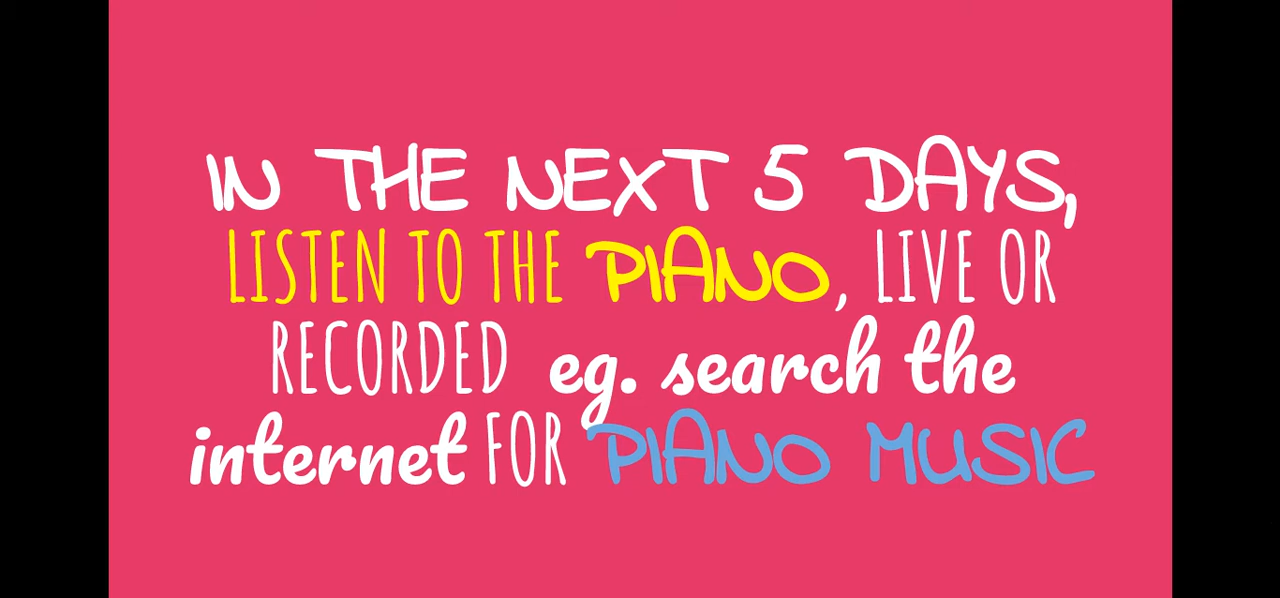 IN THE NEXT 5 DAYS,
LISTEN TO THE PIANO, LIVE OR
RECORDED eg. search the
internet FOR PIANO MUSIC